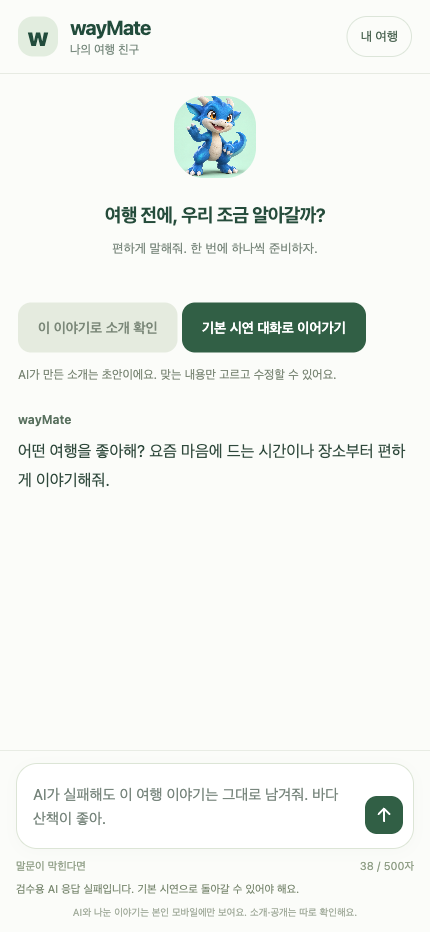 w
wayMate
나의 여행 친구
내 여행
여행 전에, 우리 조금 알아갈까?
편하게 말해줘. 한 번에 하나씩 준비하자.
이 이야기로 소개 확인
기본 시연 대화로 이어가기
AI가 만든 소개는 초안이에요. 맞는 내용만 고르고 수정할 수 있어요.
wayMate
어떤 여행을 좋아해? 요즘 마음에 드는 시간이나 장소부터 편하
게 이야기해줘.
AI가 실패해도 이 여행 이야기는 그대로 남겨줘. 바다
산책이 좋아.
말문이 막힌다면
38 / 500자
검수용 AI 응답 실패입니다. 기본 시연으로 돌아갈 수 있어야 해요.
AI와 나눈 이야기는 본인 모바일에만 보여요. 소개·공개는 따로 확인해요.